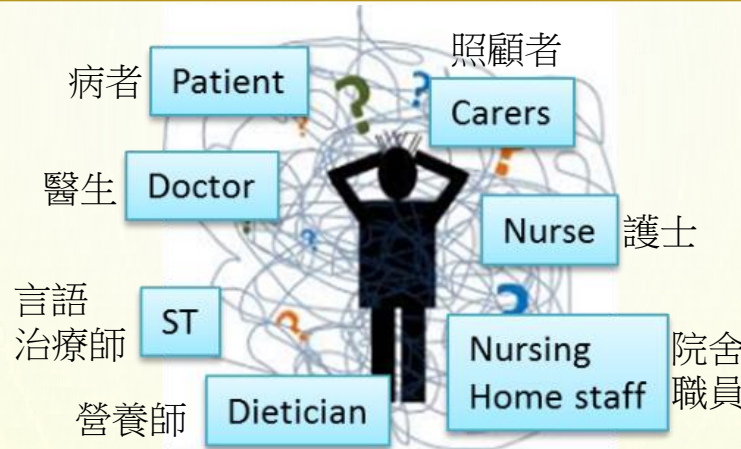 照顧者
病者
Patient
Carers
醫生
Doctor
Nurse
護士
言語
治療師
ST
Nursing
Home staff
院舍
職員
營養師
Dietician